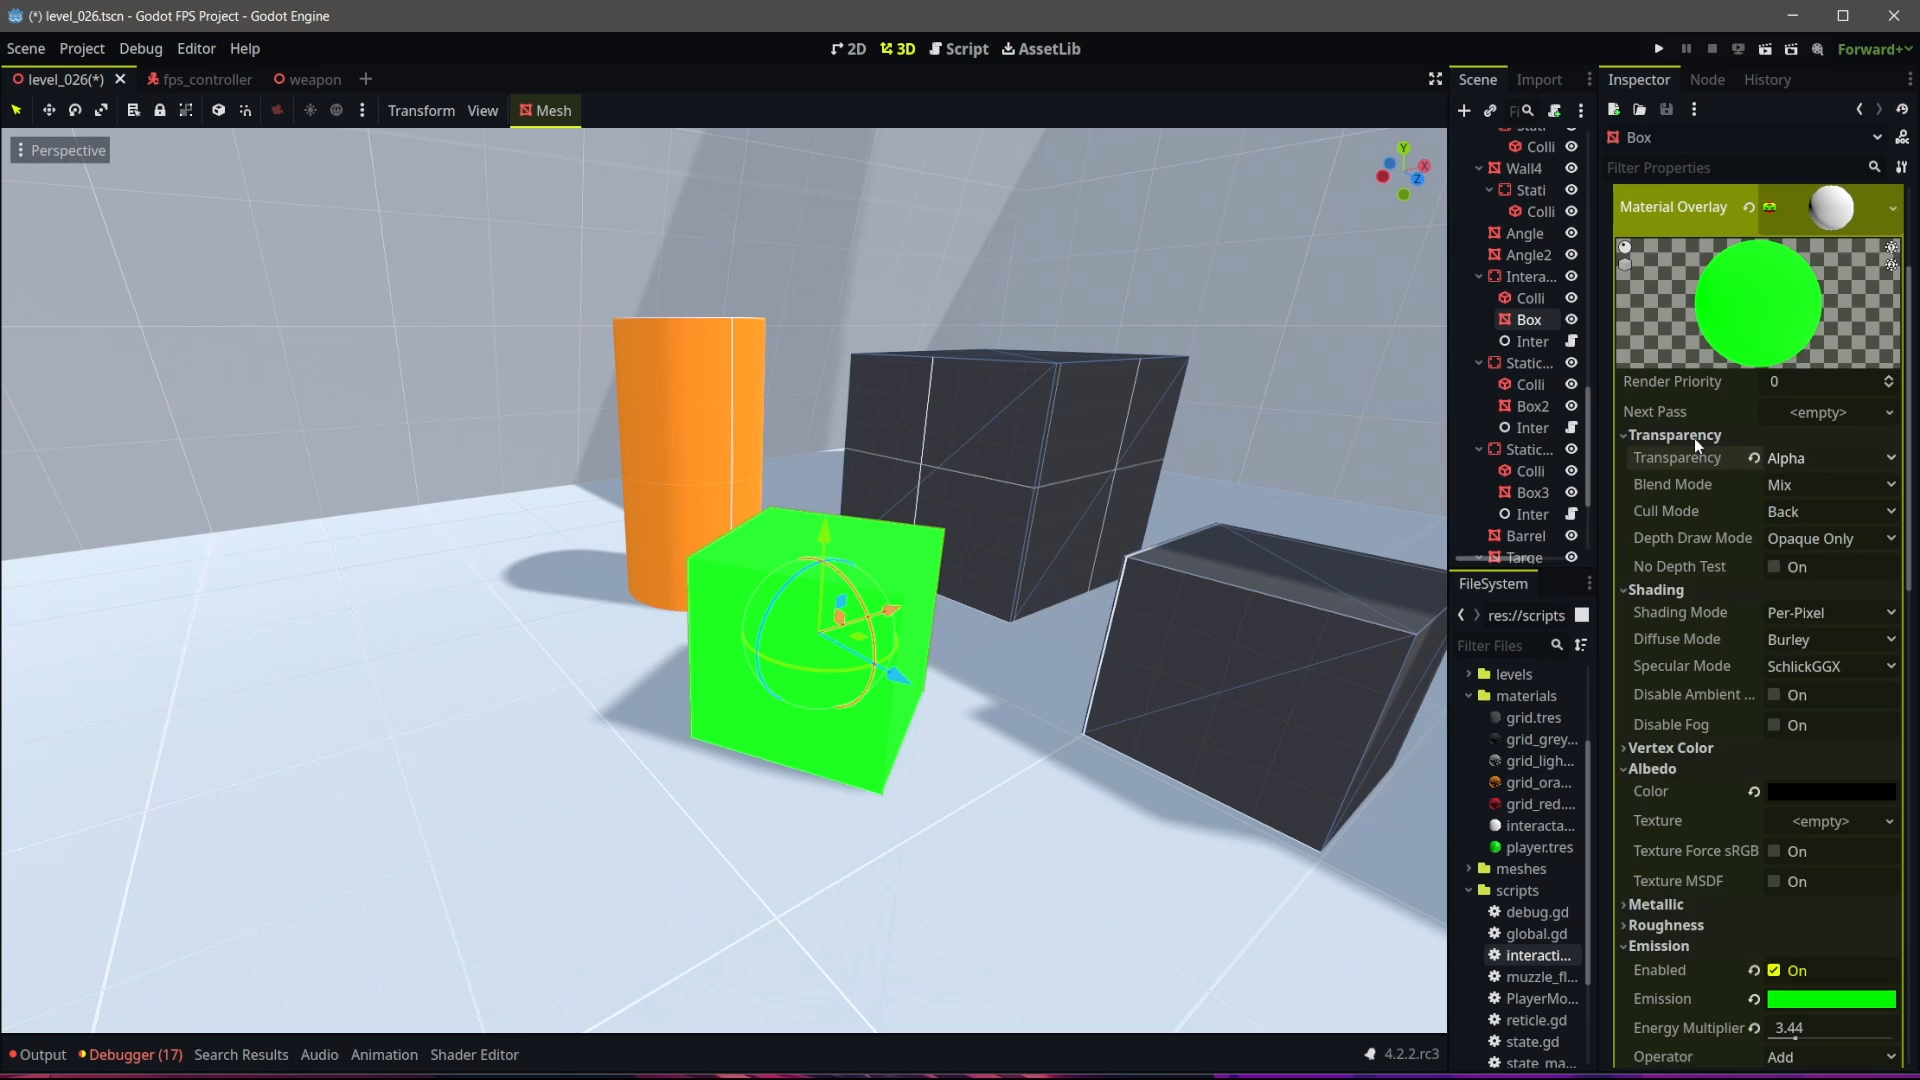 (*) level_026.tscn - Godot FPS Project - Godot Engine
Scene Project Debug Editor Help
2D 3D Script AssetLib
Forward+
level_026(*) fps_controller weapon
Transform View Mesh
Perspective
Y
X
Z
Scene Import
Colli
Wall4
Stati
Colli
Angle
Angle2
Intera...
Colli
Box
Inter
Static...
Colli
Box2
Inter
Static...
Colli
Box3
Inter
Barrel
Targe
FileSystem
res://scripts
Filter Files
levels
materials
grid.tres
grid_grey...
grid_ligh...
grid_ora...
grid_red....
interacta...
player.tres
meshes
scripts
debug.gd
global.gd
interacti...
muzzle_fl...
PlayerMo...
reticle.gd
state.gd
state_ma...
Inspector Node History
Box
Filter Properties
Material Overlay
Render Priority 0
Next Pass <empty>
Transparency
Transparency Alpha
Blend Mode Mix
Cull Mode Back
Depth Draw Mode Opaque Only
No Depth Test On
Shading
Shading Mode Per-Pixel
Diffuse Mode Burley
Specular Mode SchlickGGX
Disable Ambient ... On
Disable Fog On
Vertex Color
Albedo
Color
Texture <empty>
Texture Force sRGB On
Texture MSDF On
Metallic
Roughness
Emission
Enabled On
Emission
Energy Multiplier 3.44
Operator Add
Output Debugger (17) Search Results Audio Animation Shader Editor
4.2.2.rc3